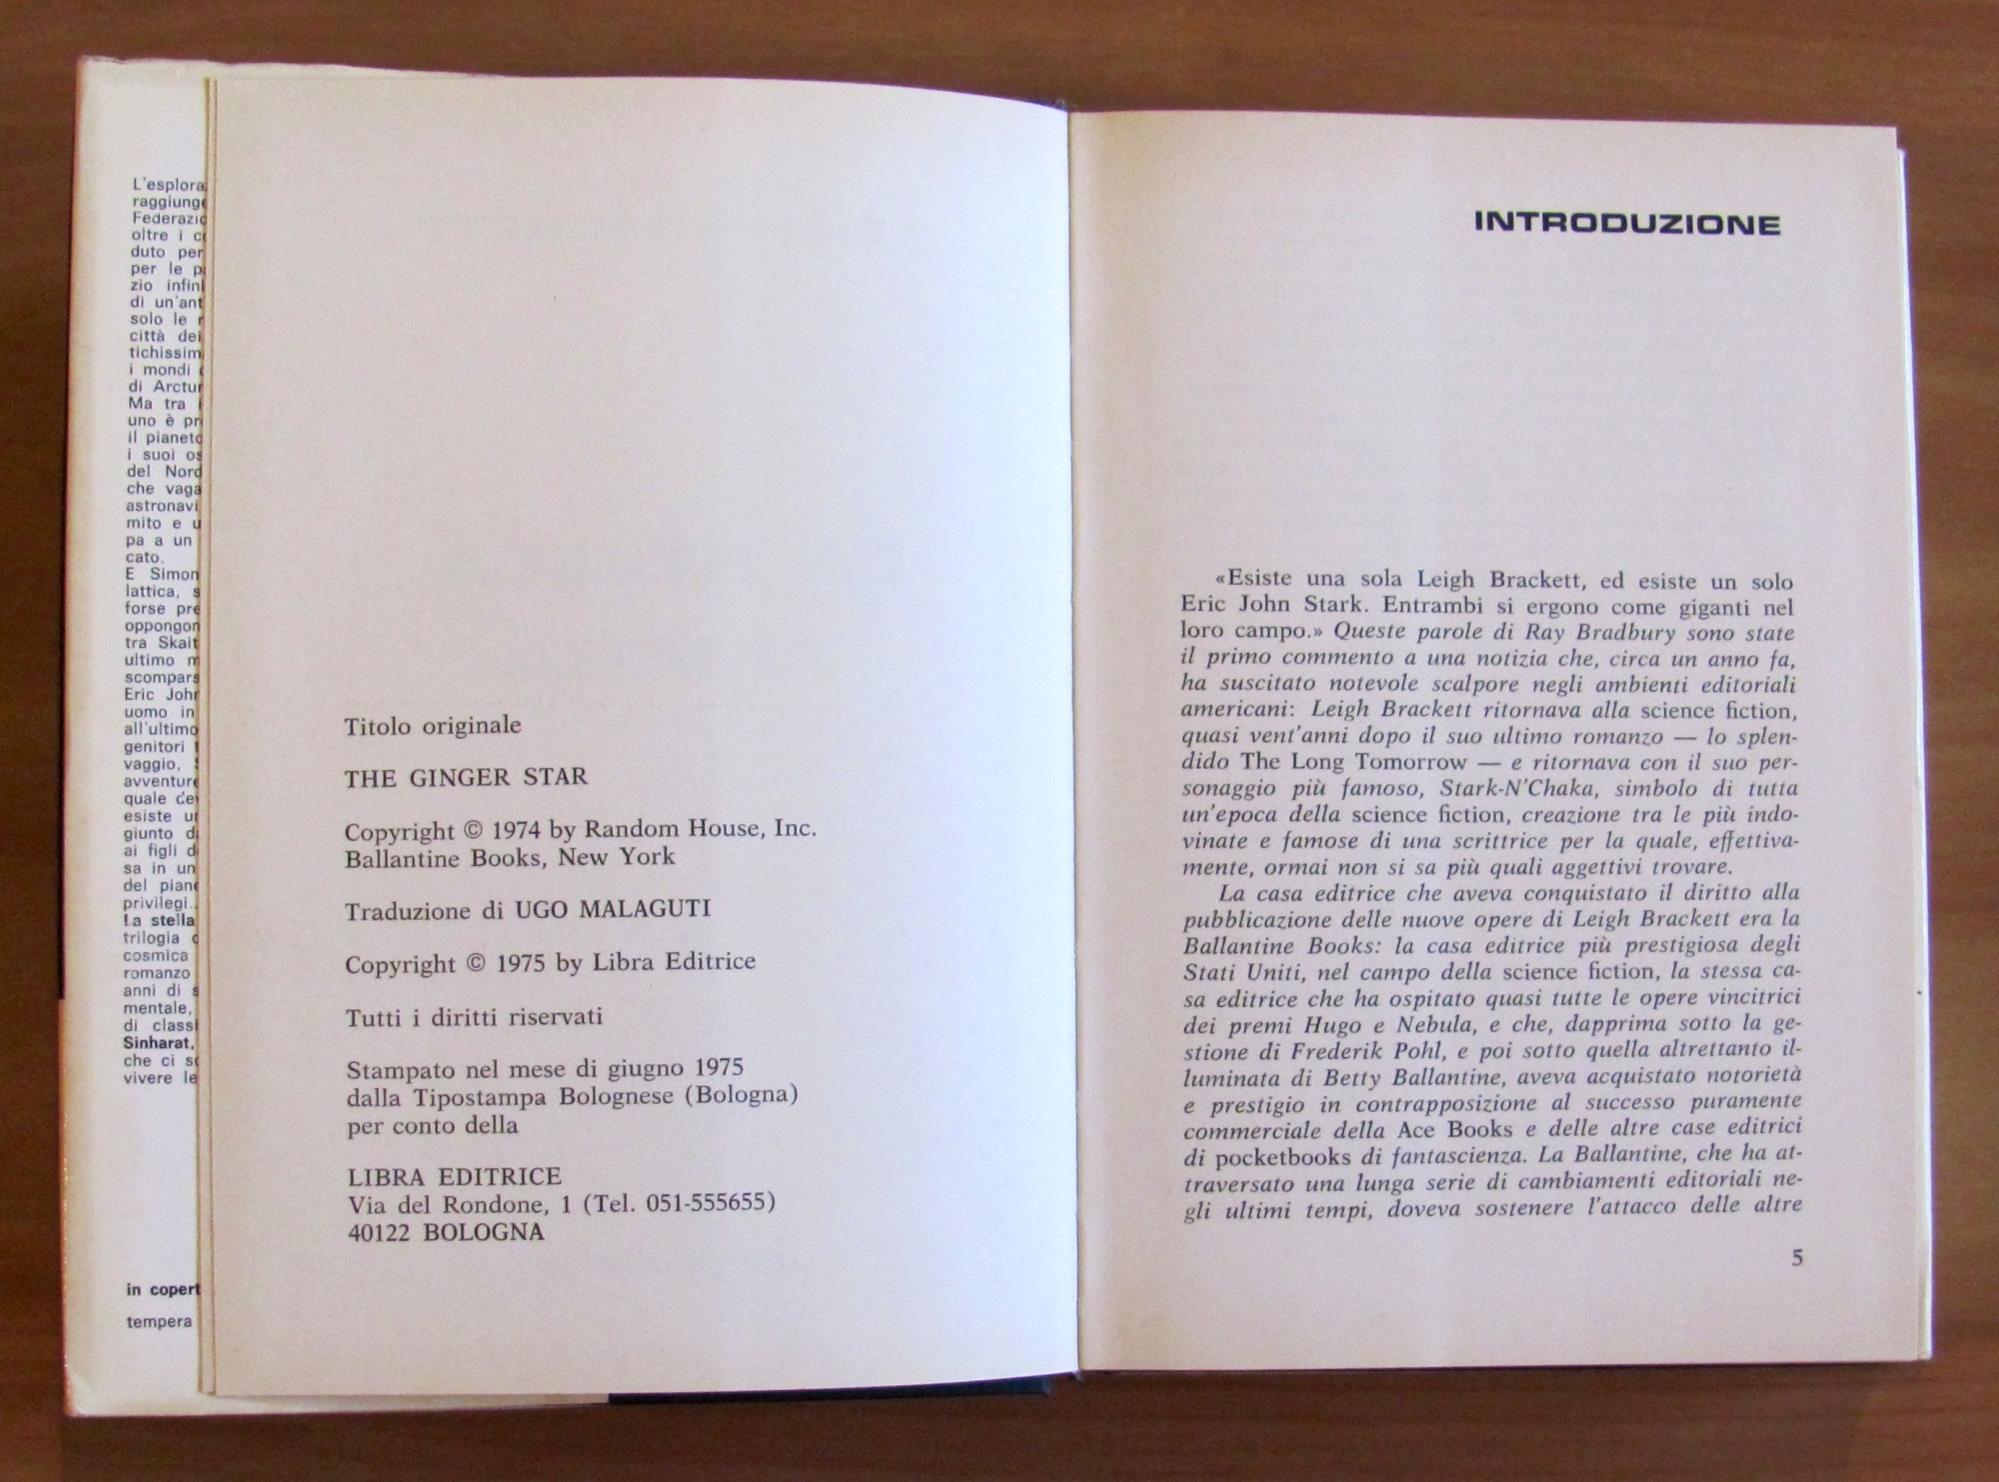 L'esplora
raggiunge
Federazio
oltre i
duto per
per le
zio infin
di un'ant
solo le
città dei
tichissim
i mondi
di Arctur
Ma tra
uno è
il pianeto
i suoi
del Nord
che vaga
astronavi
mito e
pa a un
cato.
E Simon
lattica,
forse pre
oppongon
tra Skait
ultimo
scompars
Eric John
uomo in
all'ultimo
genitori
vaggio,
avventure
quale
esiste
giunto
ai figli
sa in un
del
privilegi.
La stella
trilogia
cosmica
romanzo
anni di
mentale,
di
Sinharat,
che ci
vivere le
in copert
tempera
Titolo originale
THE GINGER STAR
Copyright © 1974 by Random House, Inc.
Ballantine Books, New York
Traduzione di UGO MALAGUTI
Copyright © 1975 by Libra Editrice
Tutti i diritti riservati
Stampato nel mese di giugno 1975
dalla Tipostampa Bolognese (Bologna)
per conto della
LIBRA EDITRICE
Via del Rondone, 1 (Tel. 051-555655)
40122 BOLOGNA
INTRODUZIONE
«Esiste una sola Leigh Brackett, ed esiste un solo
Eric John Stark. Entrambi si ergono come giganti nel
loro campo.» Queste parole di Ray Bradbury sono state
il primo commento a una notizia che, circa un anno fa,
ha suscitato notevole scalpore negli ambienti editoriali
americani: Leigh Brackett ritornava alla science fiction,
quasi vent'anni dopo il suo ultimo romanzo — lo splen-
dido The Long Tomorrow — e ritornava con il suo per-
sonaggio più famoso, Stark-N'Chaka, simbolo di tutta
un'epoca della science fiction, creazione tra le più indo-
vinate e famose di una scrittrice per la quale, effettiva-
mente, ormai non si sa più quali aggettivi trovare.
La casa editrice che aveva conquistato il diritto alla
pubblicazione delle nuove opere di Leigh Brackett era la
Ballantine Books: la casa editrice più prestigiosa degli
Stati Uniti, nel campo della science fiction, la stessa ca-
sa editrice che ha ospitato quasi tutte le opere vincitrici
dei premi Hugo e Nebula, e che, dapprima sotto la ge-
stione di Frederik Pohl, e poi sotto quella altrettanto il-
luminata di Betty Ballantine, aveva acquistato notorietà
e prestigio in contrapposizione al successo puramente
commerciale della Ace Books e delle altre case editrici
di pocketbooks di fantascienza. La Ballantine, che ha at-
traversato una lunga serie di cambiamenti editoriali ne-
gli ultimi tempi, doveva sostenere l'attacco delle altre
5